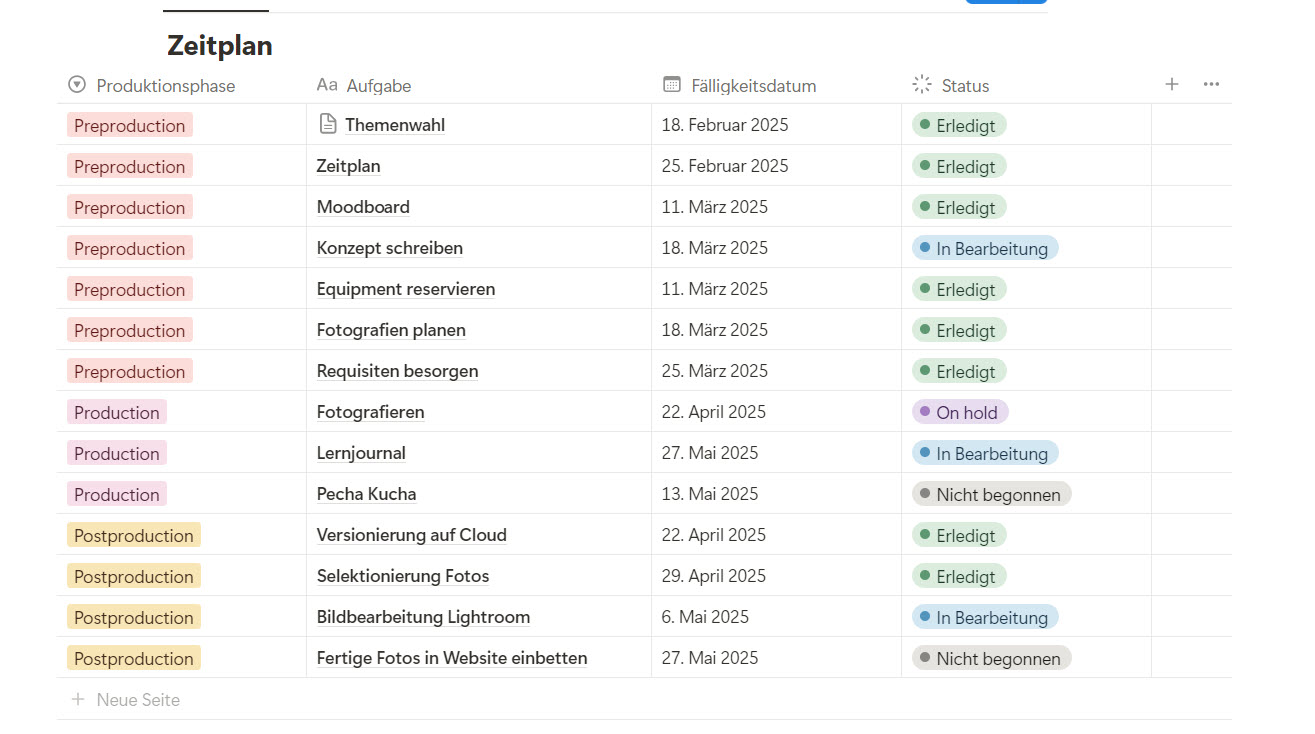 Zeitplan
Produktionsphase Aa Aufgabe Fälligkeitsdatum Status
Preproduction Themenwahl 18. Februar 2025 Erledigt
Preproduction Zeitplan 25. Februar 2025 Erledigt
Preproduction Moodboard 11. März 2025 Erledigt
Preproduction Konzept schreiben 18. März 2025 In Bearbeitung
Preproduction Equipment reservieren 11. März 2025 Erledigt
Preproduction Fotografien planen 18. März 2025 Erledigt
Preproduction Requisiten besorgen 25. März 2025 Erledigt
Production Fotografieren 22. April 2025 On hold
Production Lernjournal 27. Mai 2025 In Bearbeitung
Production Pecha Kucha 13. Mai 2025 Nicht begonnen
Postproduction Versionierung auf Cloud 22. April 2025 Erledigt
Postproduction Selektionierung Fotos 29. April 2025 Erledigt
Postproduction Bildbearbeitung Lightroom 6. Mai 2025 In Bearbeitung
Postproduction Fertige Fotos in Website einbetten 27. Mai 2025 Nicht begonnen
+ Neue Seite